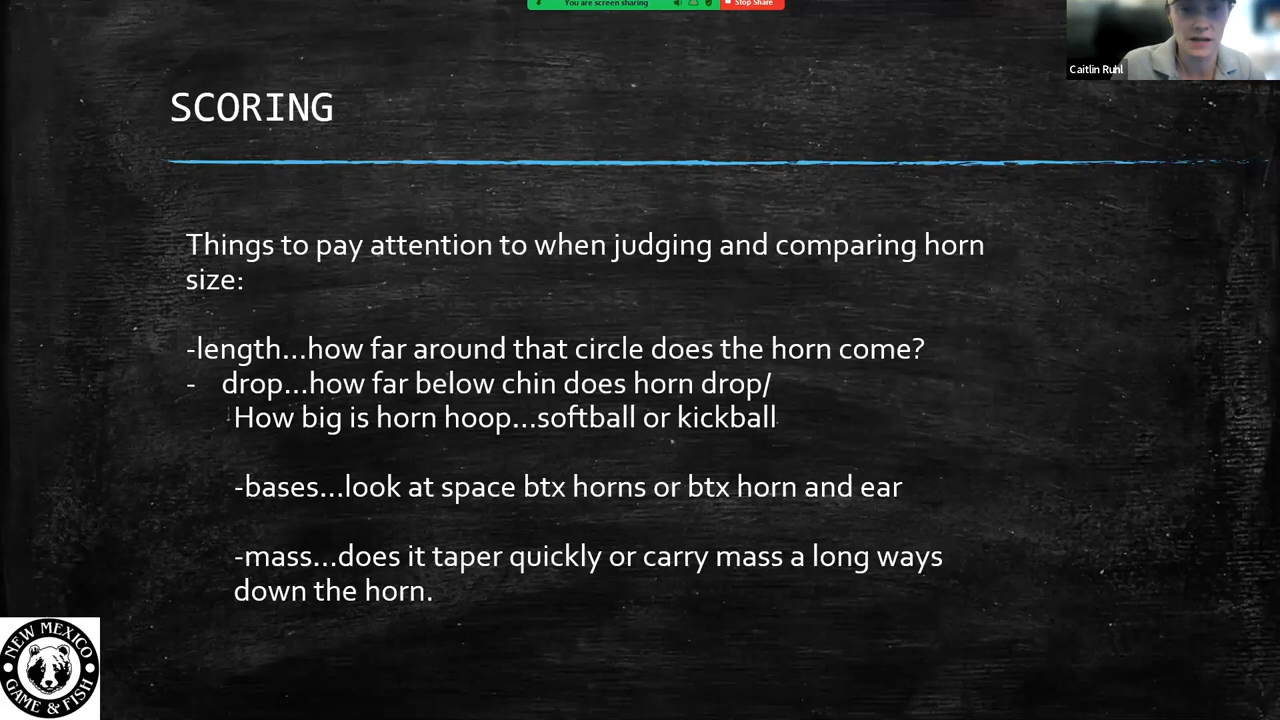 You are screen sharing
Stop Share
Caitlin Ruhl
SCORING
Things to pay attention to when judging and comparing horn
size:
-length...how far around that circle does the horn come?
- drop...how far below chin does horn drop/
How big is horn hoop...softball or kickball
-bases...look at space btx horns or btx horn and ear
-mass...does it taper quickly or carry mass a long ways
down the horn.
NEW MEXICO
GAME & FISH